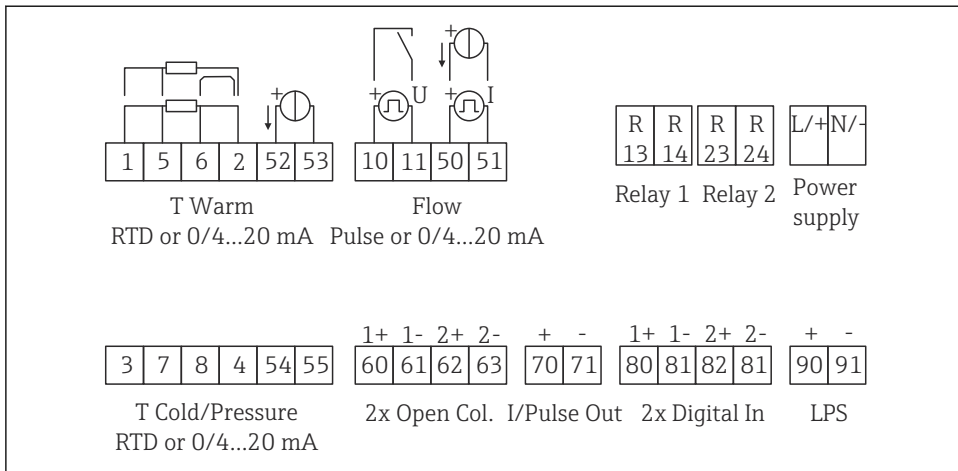 + U + I
+ +
1 5 6 2 52 53 10 11 50 51
R R R R L/+ N/-
13 14 23 24
T Warm Flow Relay 1 Relay 2 Power
supply
RTD or 0/4...20 mA Pulse or 0/4...20 mA
1+ 1- 2+ 2- + - 1+ 1- 2+ 2- + -
3 7 8 4 54 55 60 61 62 63 70 71 80 81 82 81 90 91
T Cold/Pressure 2x Open Col. I/Pulse Out 2x Digital In LPS
RTD or 0/4...20 mA